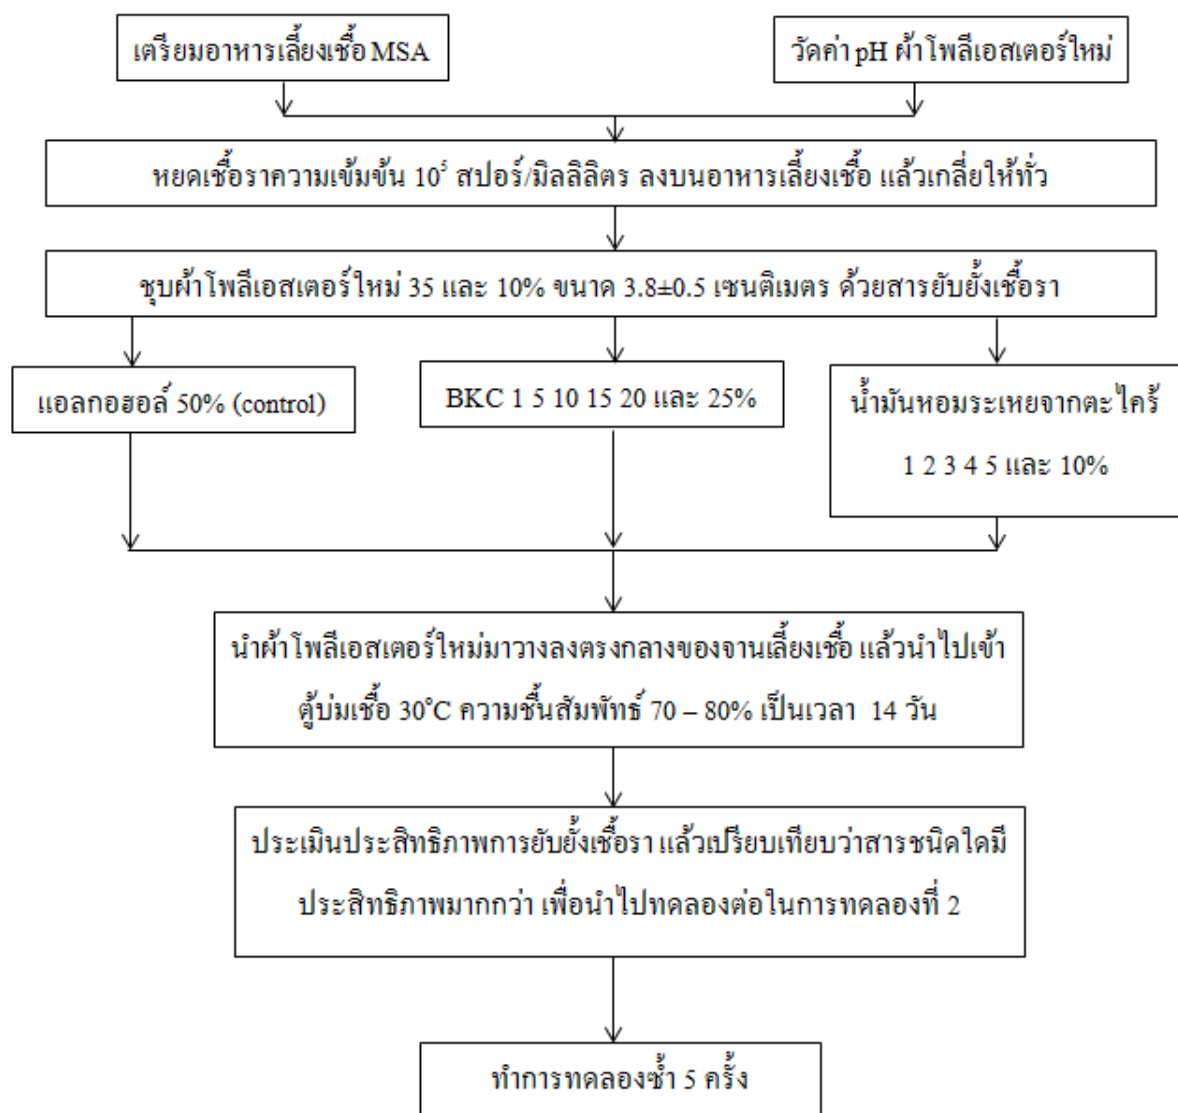 เตรียมอาหารเลี้ยงเชื้อ MSA
วัดค่า pH ผ้าโพลีเอสเตอร์ใหม่
หยดเชื้อราความเข้มข้น 10⁵ สปอร์/มิลลิลิตร ลงบนอาหารเลี้ยงเชื้อ แล้วเกลี่ยให้ทั่ว
ชุบผ้าโพลีเอสเตอร์ใหม่ 35 และ 10% ขนาด 3.8±0.5 เซนติเมตร ด้วยสารยับยั้งเชื้อรา
แอลกอฮอล์ 50% (control)
BKC 1 5 10 15 20 และ 25%
น้ำมันหอมระเหยจากตะไคร้
1 2 3 4 5 และ 10%
นำผ้าโพลีเอสเตอร์ใหม่มาวางลงตรงกลางของจานเลี้ยงเชื้อ แล้วนำไปเข้า
ตู้บ่มเชื้อ 30°C ความชื้นสัมพัทธ์ 70 – 80% เป็นเวลา 14 วัน
ประเมินประสิทธิภาพการยับยั้งเชื้อรา แล้วเปรียบเทียบว่าสารชนิดใดมี
ประสิทธิภาพมากกว่า เพื่อนำไปทดลองต่อในการทดลองที่ 2
ทำการทดลองซ้ำ 5 ครั้ง